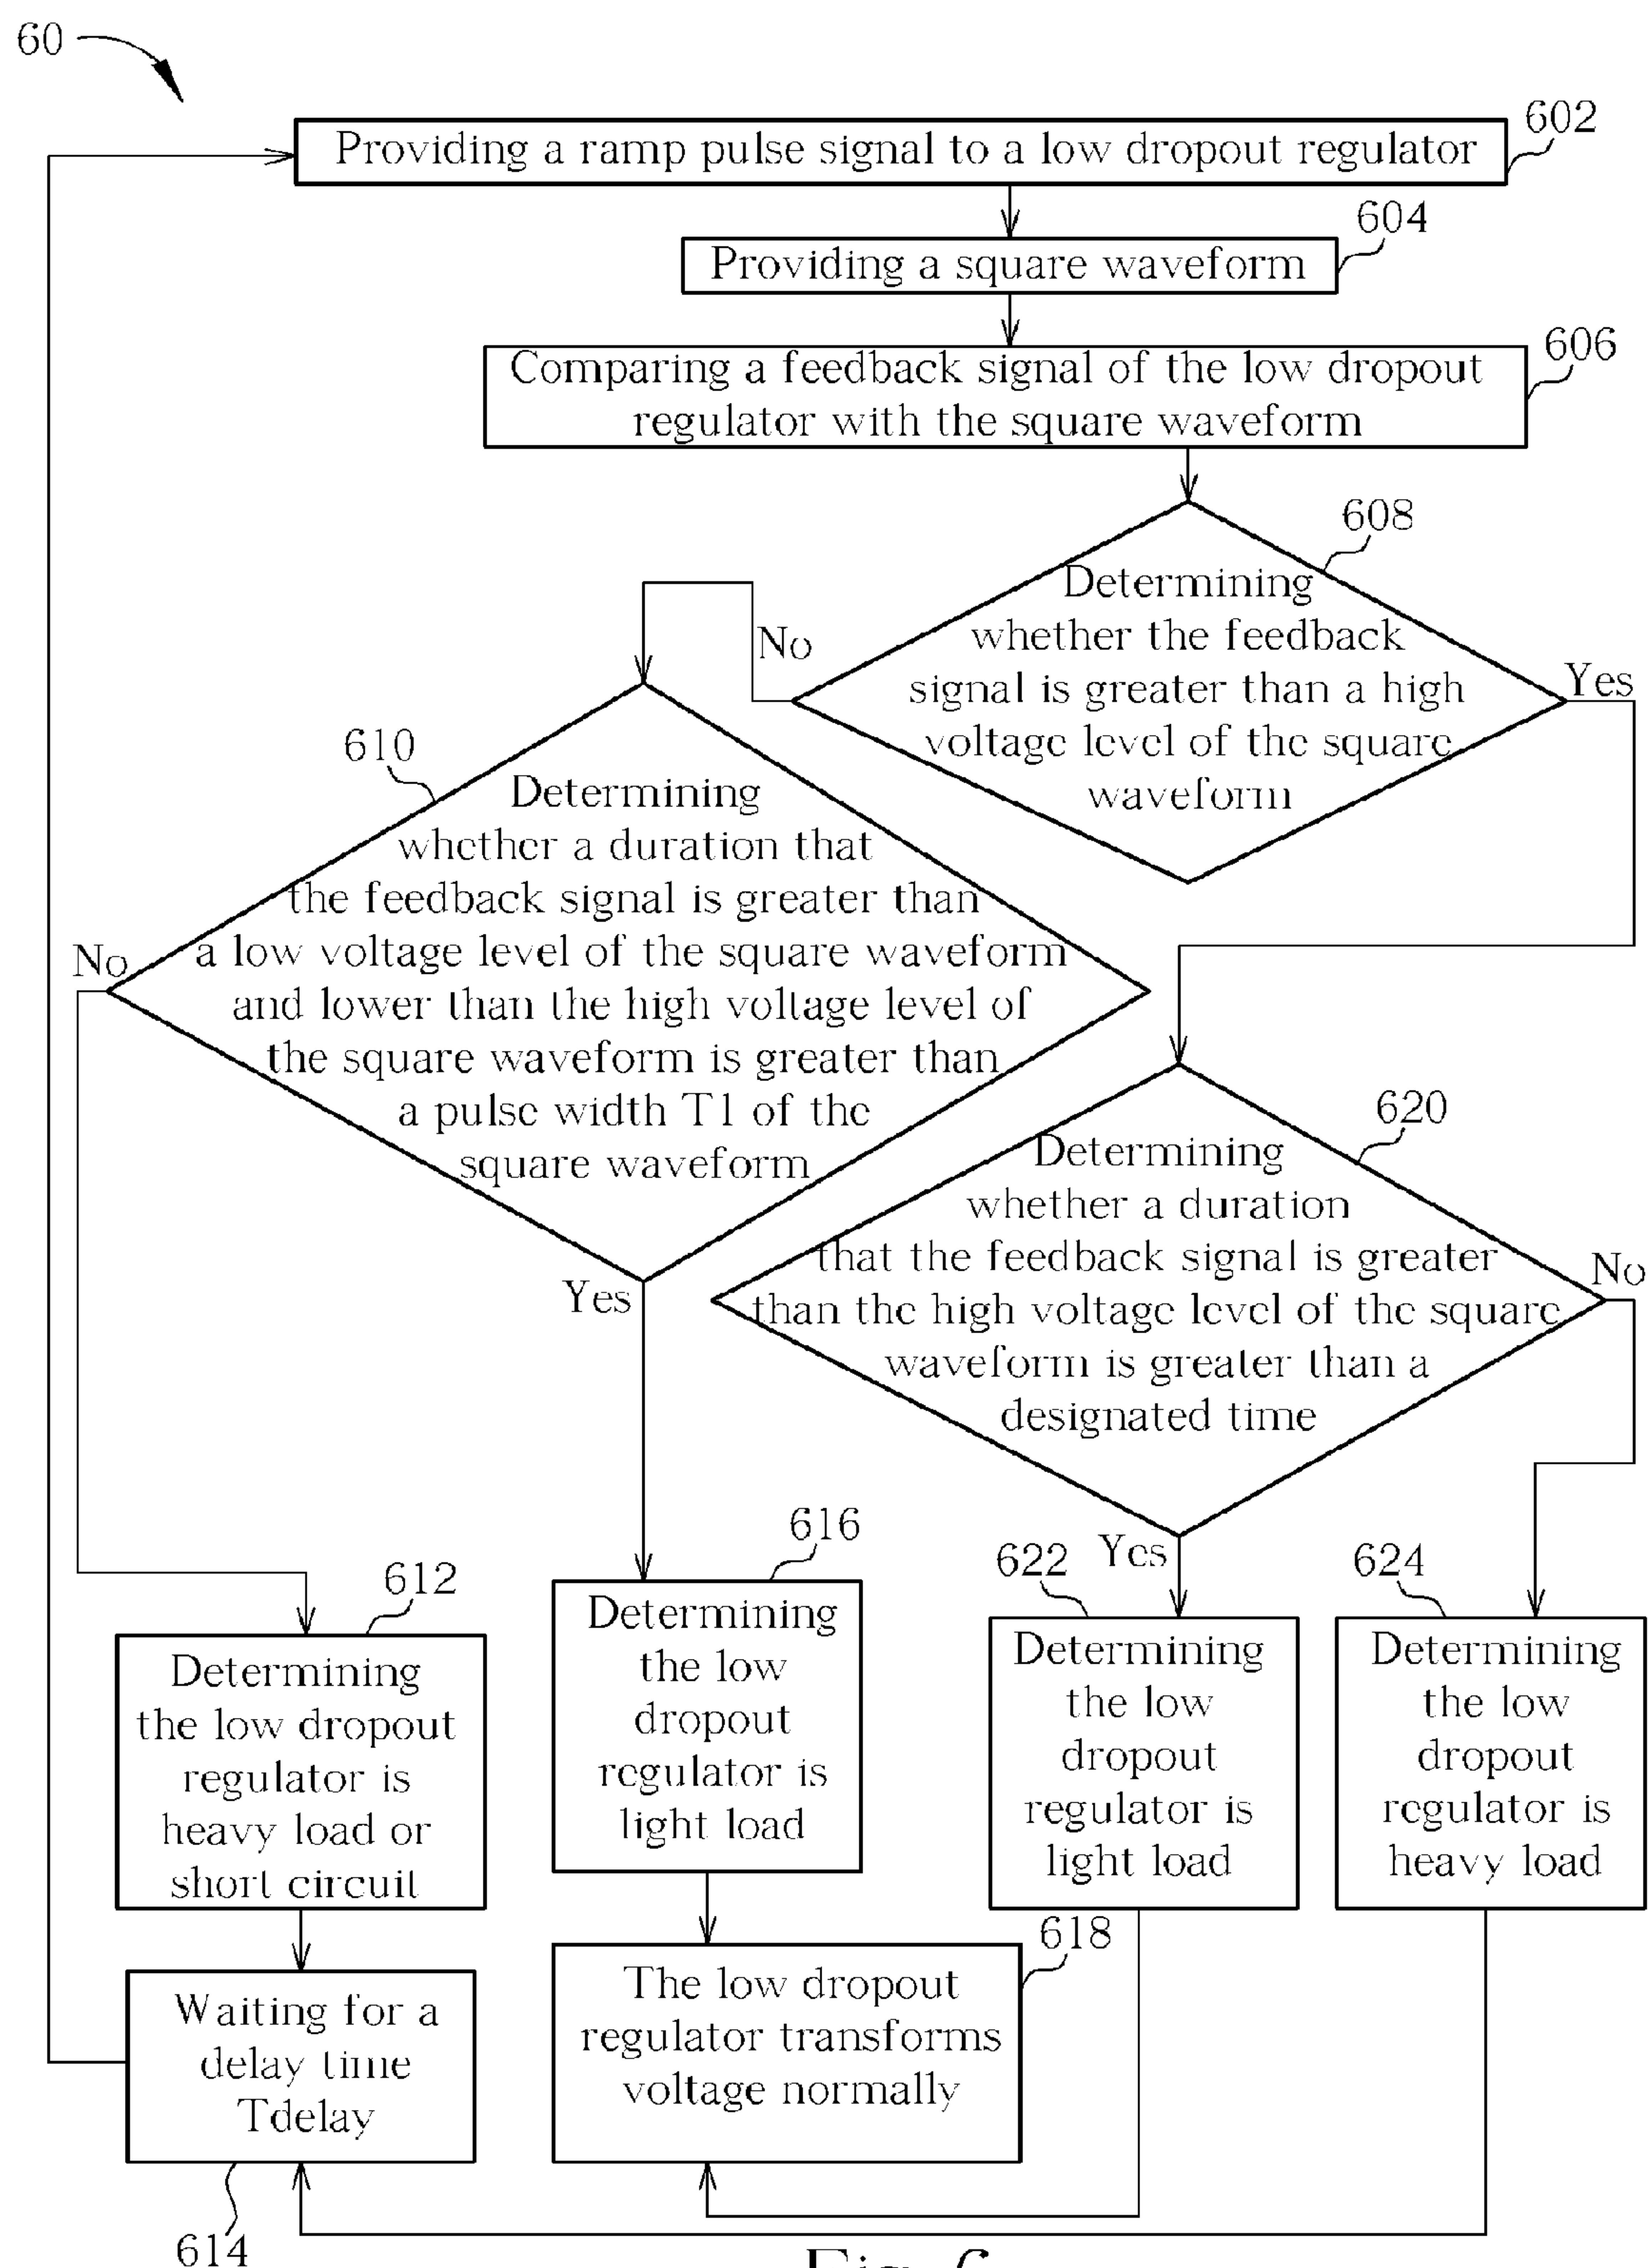 60
602
Providing a ramp pulse signal to a low dropout regulator
604
Providing a square waveform
606
Comparing a feedback signal of the low dropout
regulator with the square waveform
608
Determining
whether the feedback
signal is greater than a high
voltage level of the square
waveform
No
Yes
610
Determining
whether a duration that
the feedback signal is greater than
a low voltage level of the square waveform
and lower than the high voltage level of
the square waveform is greater than
a pulse width T1 of the
square waveform
No
Yes
620
Determining
whether a duration
that the feedback signal is greater
than the high voltage level of the square
waveform is greater than a
designated time
No
Yes
612
Determining
the low dropout
regulator is
heavy load or
short circuit
616
Determining
the low
dropout
regulator is
light load
622
Determining
the low
dropout
regulator is
light load
624
Determining
the low
dropout
regulator is
heavy load
Waiting for a
delay time
Tdelay
614
618
The low dropout
regulator transforms
voltage normally